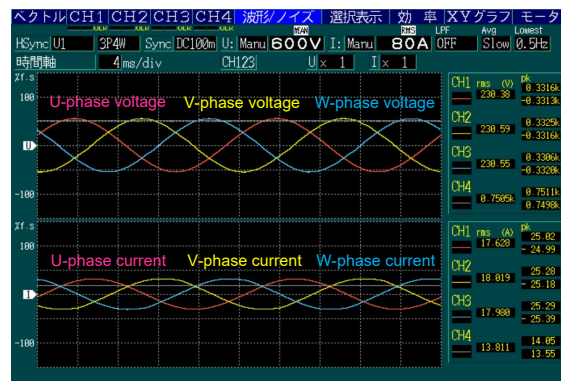 ベクトル CH1 CH2 CH3 CH4 波形/ノイズ 選択表示 効 率 XYグラフ モータ
HSync U1 3P4W Sync DC100m U: Manu 600V I: Manu 80A OFF Slow 0.5Hz
MEAN RMS LPF Avg Lowest
時間軸 4 ms/div CH123 U x 1 I x 1
%f.s
100
U-phase voltage V-phase voltage W-phase voltage
U
-100
CH1 rms (V) pk
230.38 0.3316k
-0.3313k
CH2
230.59 0.3325k
-0.3316k
CH3
230.55 0.3306k
-0.3320k
CH4
0.7505k 0.7511k
0.7498k
%f.s
100
U-phase current V-phase current W-phase current
I
-100
CH1 rms (A) pk
17.628 25.02
- 24.99
CH2
18.019 25.28
- 25.18
CH3
17.980 25.29
- 25.39
CH4
13.811 14.05
13.55